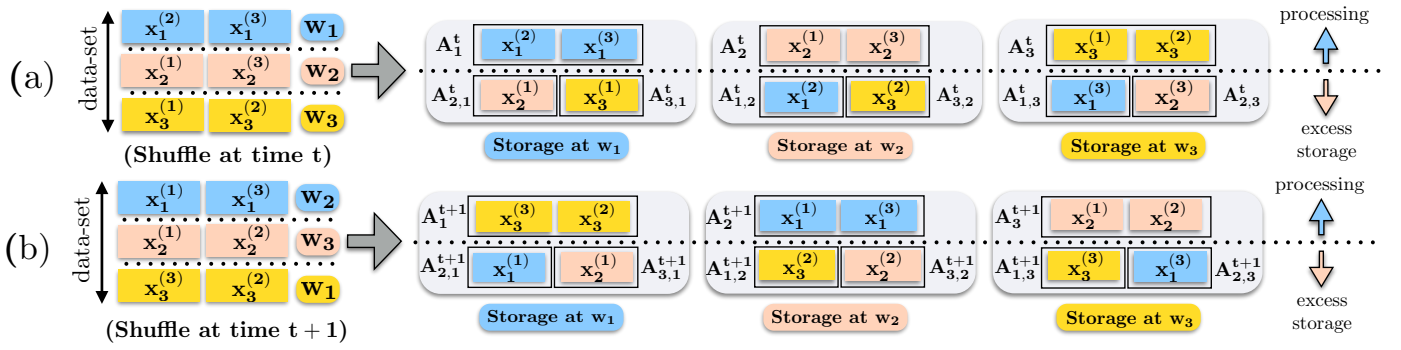 (a)
data-set
x₁⁽²⁾ x₁⁽³⁾ w₁
x₂⁽¹⁾ x₂⁽³⁾ w₂
x₃⁽¹⁾ x₃⁽²⁾ w₃
(Shuffle at time t)
A₁ᵗ x₁⁽²⁾ x₁⁽³⁾
A₂,₁ᵗ x₂⁽¹⁾ x₃⁽¹⁾ A₃,₁ᵗ
Storage at w₁
A₂ᵗ x₂⁽¹⁾ x₂⁽³⁾
A₁,₂ᵗ x₁⁽²⁾ x₃⁽²⁾ A₃,₂ᵗ
Storage at w₂
A₃ᵗ x₃⁽¹⁾ x₃⁽²⁾
A₁,₃ᵗ x₁⁽³⁾ x₂⁽³⁾ A₂,₃ᵗ
Storage at w₃
processing
excess
storage
(b)
data-set
x₁⁽¹⁾ x₁⁽³⁾ w₂
x₂⁽¹⁾ x₂⁽²⁾ w₃
x₃⁽³⁾ x₃⁽²⁾ w₁
(Shuffle at time t + 1)
A₁ᵗ⁺¹ x₃⁽³⁾ x₃⁽²⁾
A₂,₁ᵗ⁺¹ x₁⁽¹⁾ x₂⁽¹⁾ A₃,₁ᵗ⁺¹
Storage at w₁
A₂ᵗ⁺¹ x₁⁽¹⁾ x₁⁽³⁾
A₁,₂ᵗ⁺¹ x₃⁽²⁾ x₂⁽²⁾ A₃,₂ᵗ⁺¹
Storage at w₂
A₃ᵗ⁺¹ x₂⁽¹⁾ x₂⁽²⁾
A₁,₃ᵗ⁺¹ x₃⁽³⁾ x₁⁽³⁾ A₂,₃ᵗ⁺¹
Storage at w₃
processing
excess
storage